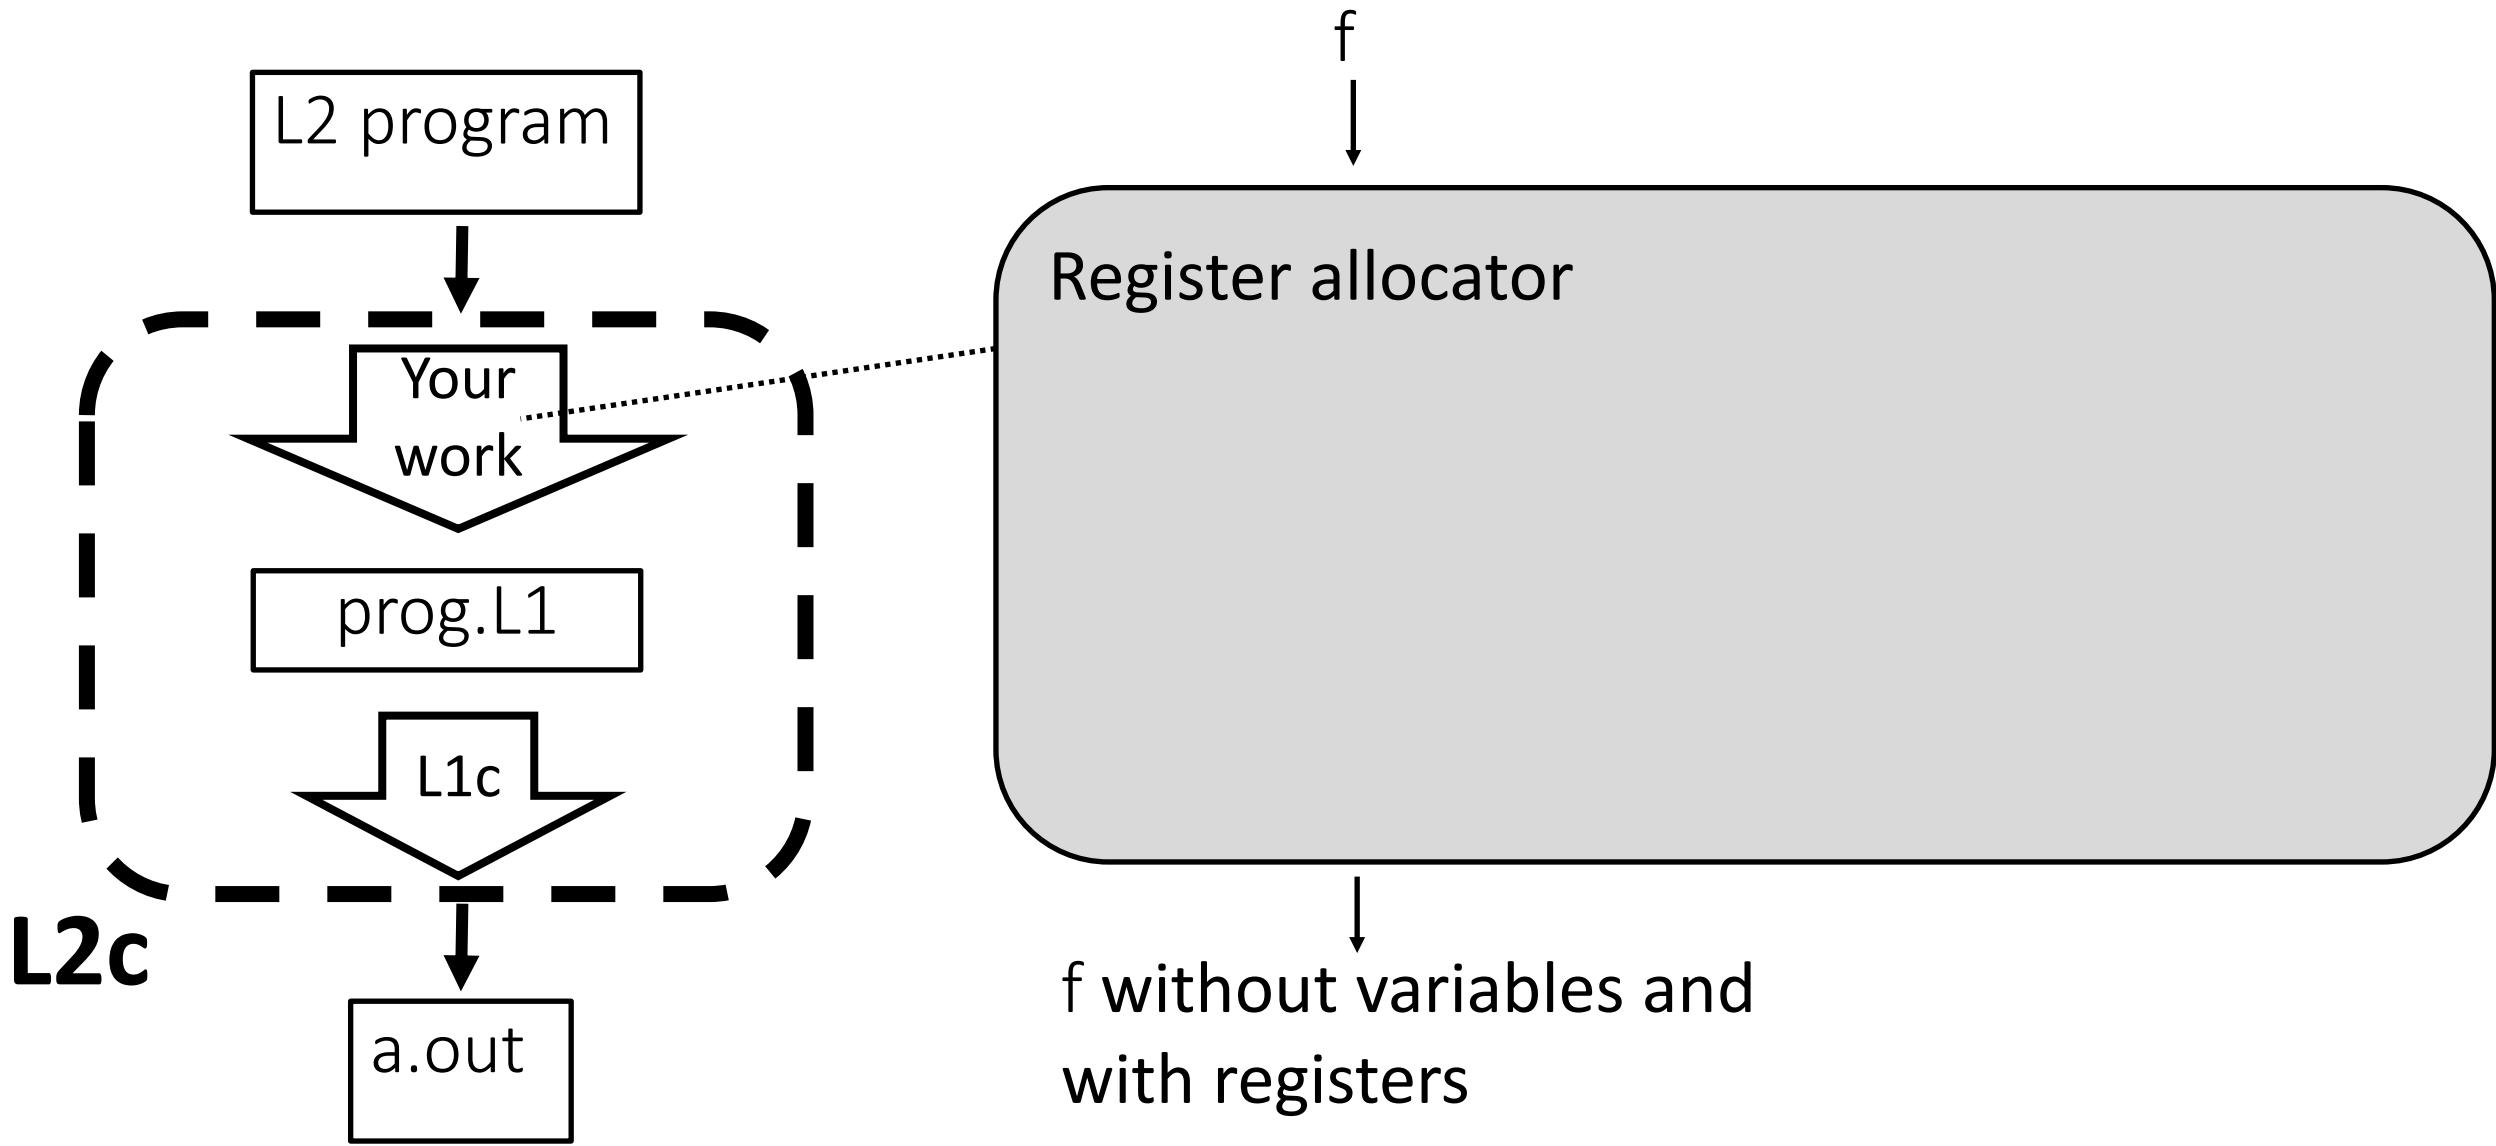 L2 program
Your
work
prog.L1
L1c
L2c
a.out
f
Register allocator
f without variables and
with registers